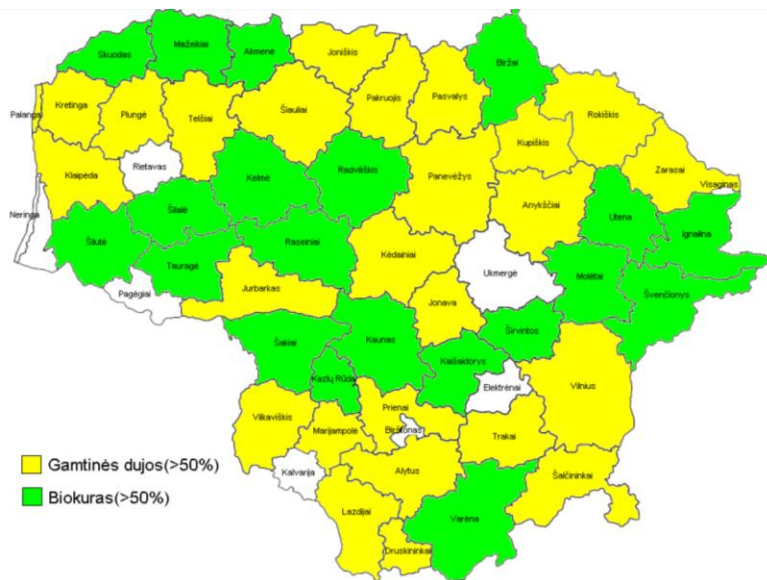 Skuodas
Mažeikiai
Akmenė
Joniškis
Biržai
Palanga
Kretinga
Plungė
Telšiai
Šiauliai
Pakruojis
Pasvalys
Rokiškis
Kupiškis
Klaipėda
Rietavas
Kelmė
Radviliškis
Panevėžys
Zarasai
Visaginas
Anykščiai
Neringa
Šilutė
Šilalė
Raseiniai
Kėdainiai
Utena
Ignalina
Tauragė
Ukmergė
Molėtai
Pagėgiai
Jurbarkas
Jonava
Švenčionys
Šakiai
Kaunas
Širvintos
Kaišiadorys
Kazlų Rūda
Elektrėnai
Vilnius
Vilkaviškis
Prienai
Marijampolė
Birštonas
Trakai
Gamtinės dujos(>50%)
Kalvarija
Alytus
Šalčininkai
Biokuras(>50%)
Lazdijai
Varėna
Druskininkai